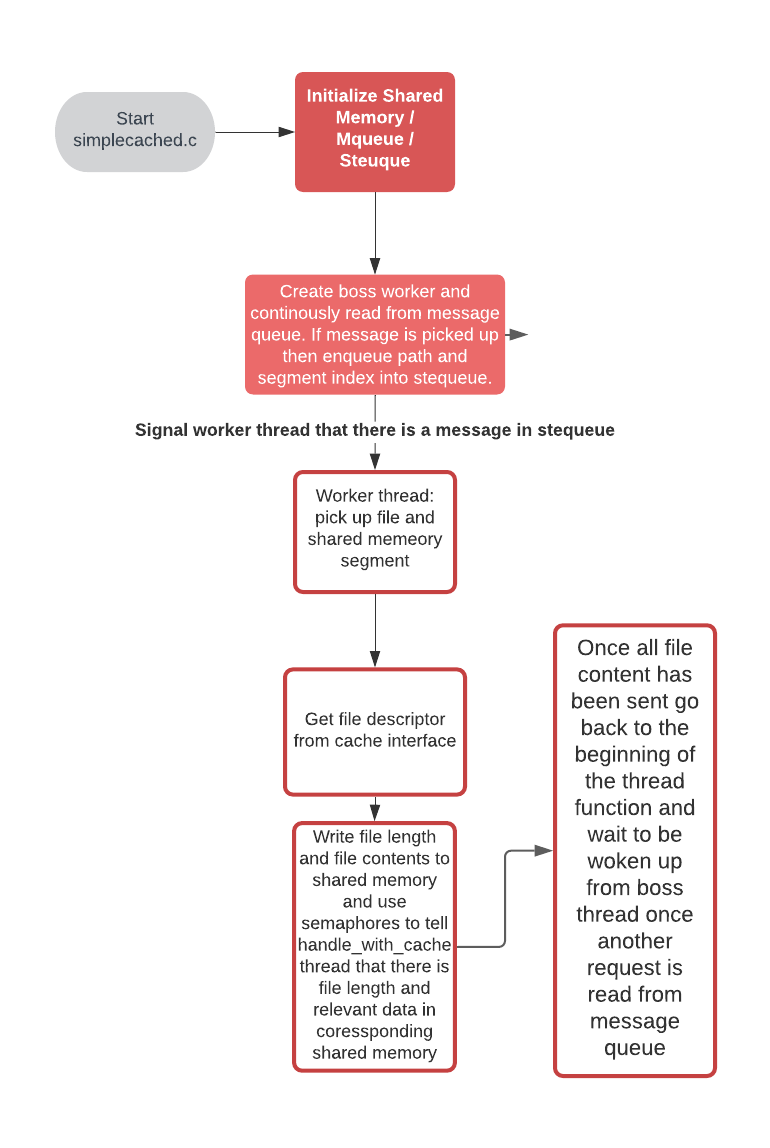 Start
simplecached.c
Initialize Shared
Memory /
Mqueue /
Steuque
Create boss worker and
continously read from message
queue. If message is picked up
then enqueue path and
segment index into stequeue.
Signal worker thread that there is a message in stequeue
Worker thread:
pick up file and
shared memeory
segment
Get file descriptor
from cache interface
Write file length
and file contents to
shared memory
and use
semaphores to tell
handle_with_cache
thread that there is
file length and
relevant data in
coressponding
shared memory
Once all file
content has
been sent go
back to the
beginning of
the thread
function and
wait to be
woken up
from boss
thread once
another
request is
read from
message
queue